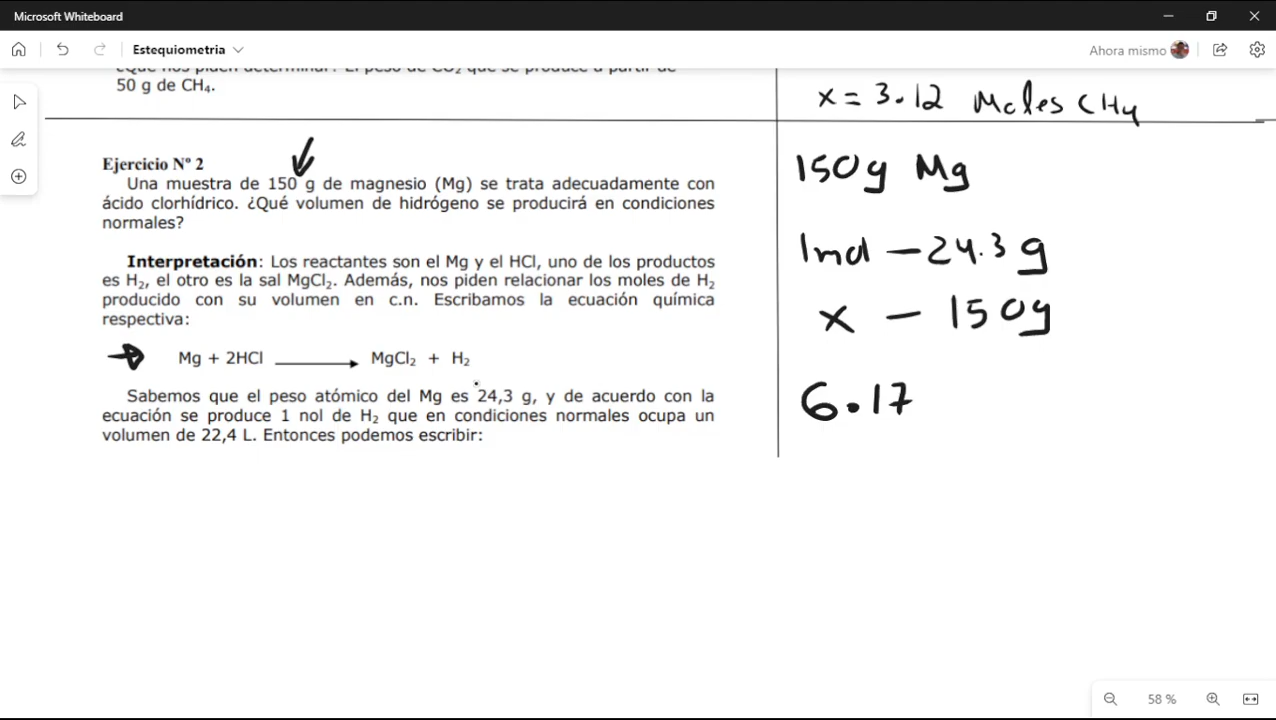 Microsoft Whiteboard
Estequiometria
Ahora mismo
50 g de CH₄.
x = 3.12 Moles CH4
Ejercicio Nº 2
Una muestra de 150 g de magnesio (Mg) se trata adecuadamente con
ácido clorhídrico. ¿Qué volumen de hidrógeno se producirá en condiciones
normales?
Interpretación: Los reactantes son el Mg y el HCl, uno de los productos
es H₂, el otro es la sal MgCl₂. Además, nos piden relacionar los moles de H₂
producido con su volumen en c.n. Escribamos la ecuación química
respectiva:
Mg + 2HCl → MgCl₂ + H₂
Sabemos que el peso atómico del Mg es 24,3 g, y de acuerdo con la
ecuación se produce 1 nol de H₂ que en condiciones normales ocupa un
volumen de 22,4 L. Entonces podemos escribir:
150g Mg
1mol – 24.3 g
x – 150g
6.17
58 %